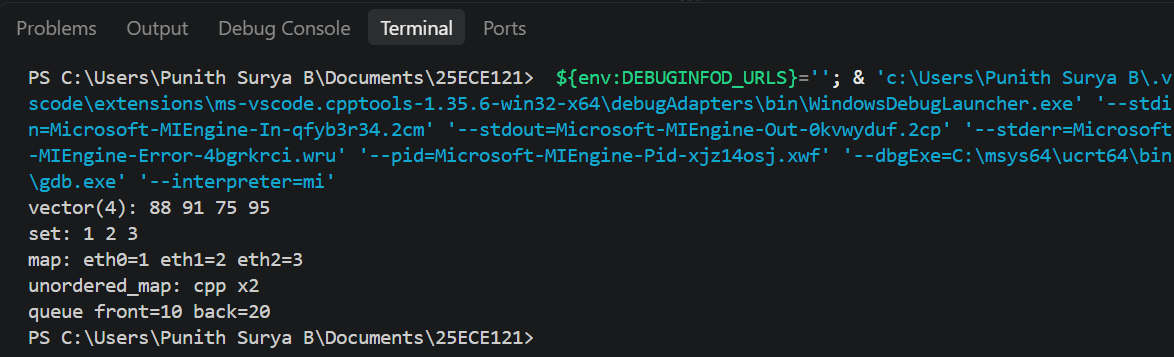 Problems Output Debug Console Terminal Ports
PS C:\Users\Punith Surya B\Documents\25ECE121>  ${env:DEBUGINFOD_URLS}=''; & 'c:\Users\Punith Surya B\.v
scode\extensions\ms-vscode.cpptools-1.35.6-win32-x64\debugAdapters\bin\WindowsDebugLauncher.exe' '--stdi
n=Microsoft-MIEngine-In-qfyb3r34.2cm' '--stdout=Microsoft-MIEngine-Out-0kvwyduf.2cp' '--stderr=Microsoft
-MIEngine-Error-4bgrkrci.wru' '--pid=Microsoft-MIEngine-Pid-xjz14osj.xwf' '--dbgExe=C:\msys64\ucrt64\bin
\gdb.exe' '--interpreter=mi'
vector(4): 88 91 75 95
set: 1 2 3
map: eth0=1 eth1=2 eth2=3
unordered_map: cpp x2
queue front=10 back=20
PS C:\Users\Punith Surya B\Documents\25ECE121>